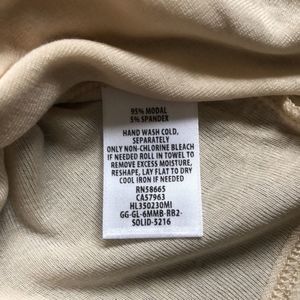 95% MODAL
5% SPANDEX
HAND WASH COLD,
SEPARATELY
ONLY NON-CHLORINE BLEACH
IF NEEDED ROLL IN TOWEL TO
REMOVE EXCESS MOISTURE,
RESHAPE, LAY FLAT TO DRY
COOL IRON IF NEEDED
RN58665
CA57963
HL350230MI
GG-GL-6MMB-RB2-
SOLID-5216